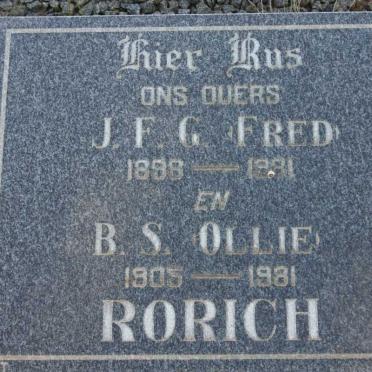 Hier Rus
ONS OUERS
J. F. G. (FRED)
1898 — 1981
EN
B. S. (OLLIE)
1905 — 1981
RORICH